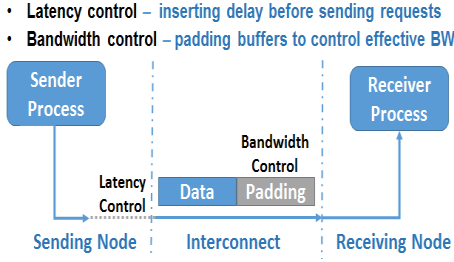 • Latency control – inserting delay before sending requests
• Bandwidth control – padding buffers to control effective BW
Sender
Process
Receiver
Process
Bandwidth
Control
Latency
Control
Data
Padding
Sending Node
Interconnect
Receiving Node